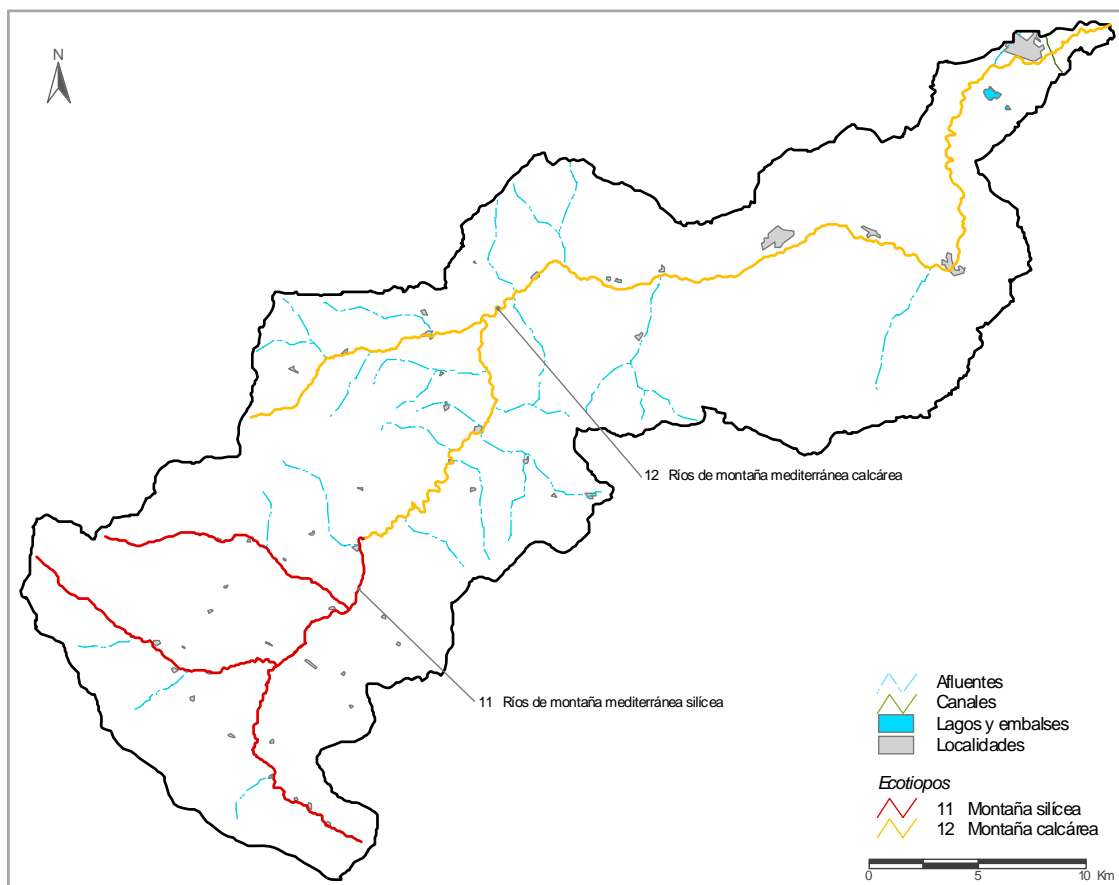 N
12 Ríos de montaña mediterránea calcárea
11 Ríos de montaña mediterránea silícea
Afluentes
Canales
Lagos y embalses
Localidades
Ecotiopos
11 Montaña silícea
12 Montaña calcárea
0 5 10 Km